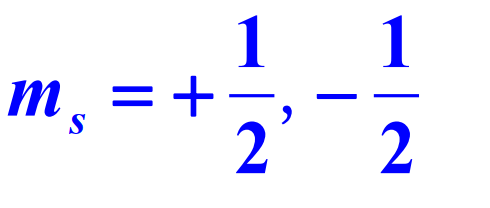 m_s = +1/2, −1/2